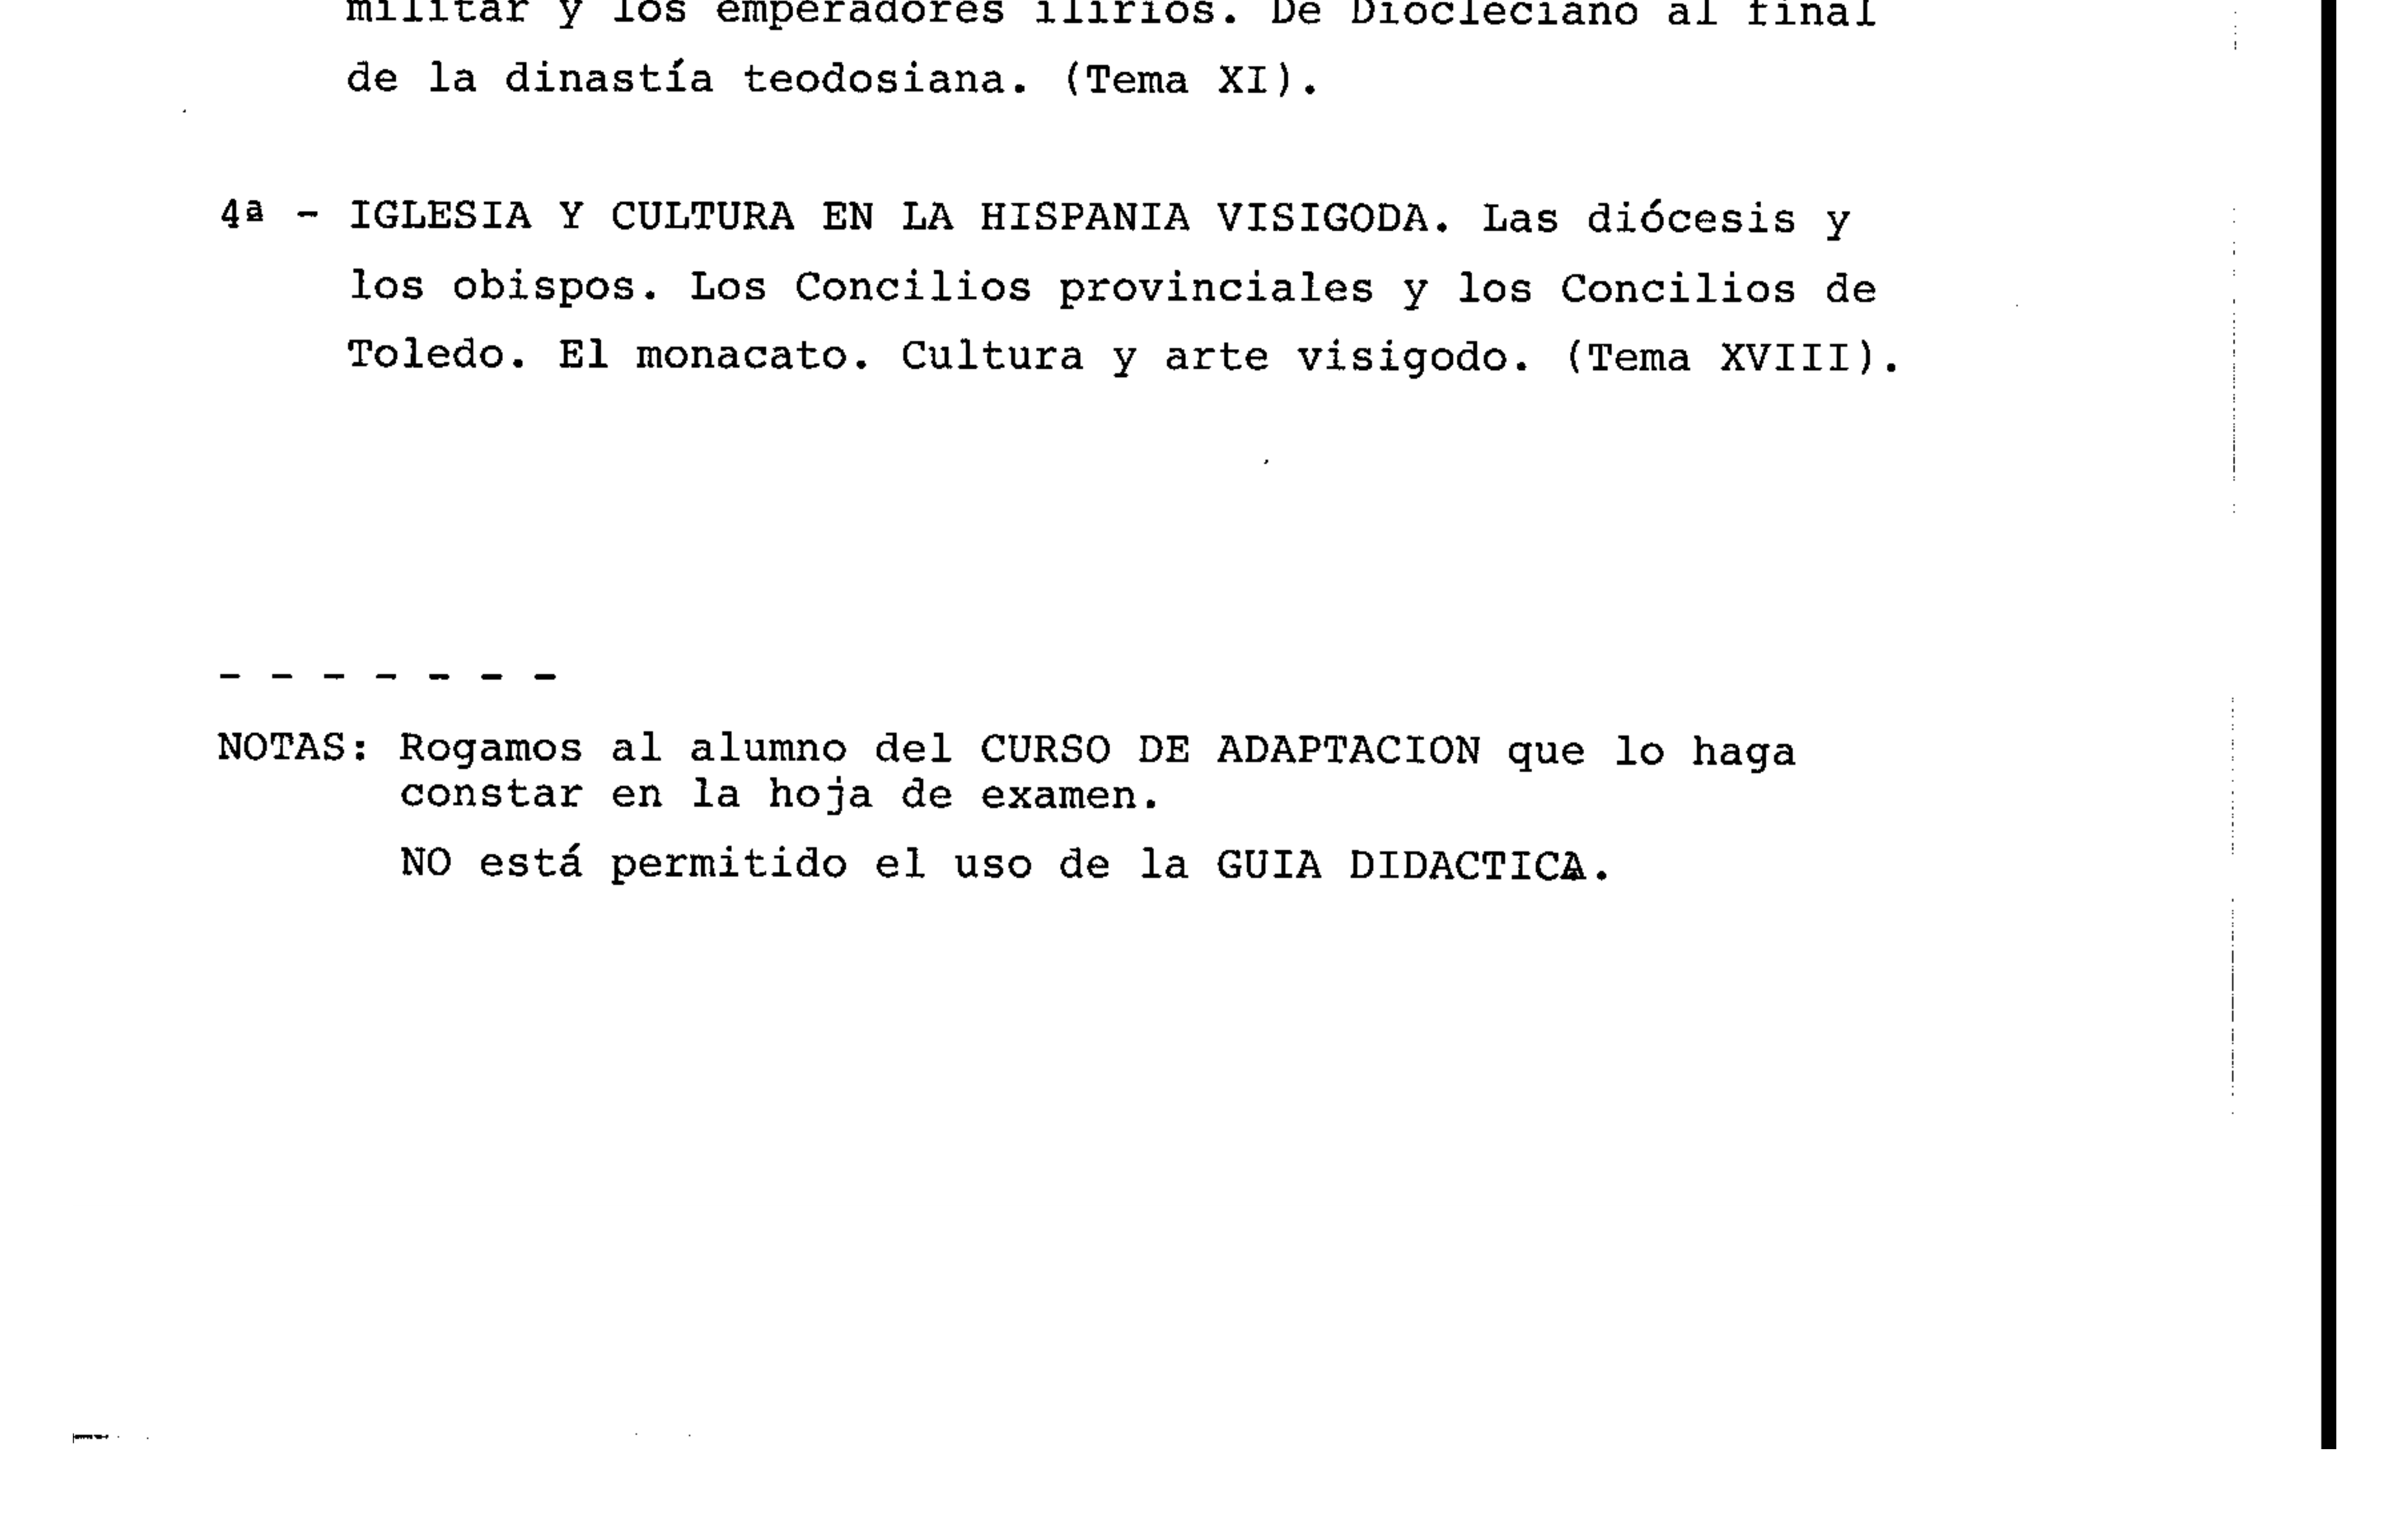 militar y los emperadores ilirios. De Diocleciano al final
de la dinastía teodosiana. (Tema XI).
4ª - IGLESIA Y CULTURA EN LA HISPANIA VISIGODA. Las diócesis y
los obispos. Los Concilios provinciales y los Concilios de
Toledo. El monacato. Cultura y arte visigodo. (Tema XVIII).
- - - - - - -
NOTAS: Rogamos al alumno del CURSO DE ADAPTACION que lo haga
constar en la hoja de examen.
NO está permitido el uso de la GUIA DIDACTICA.